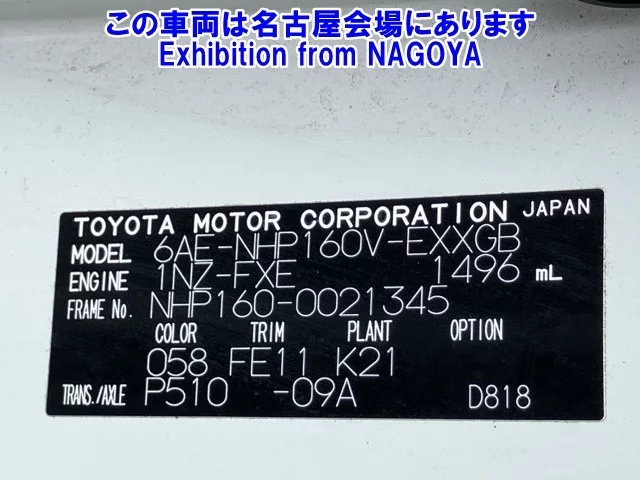 この車両は名古屋会場にあります
Exhibition from NAGOYA
TOYOTA MOTOR CORPORATION JAPAN
MODEL 6AE-NHP160V-EXXGB
ENGINE 1NZ-FXE 1496 mL
FRAME No. NHP160-0021345
COLOR TRIM PLANT OPTION
058 FE11 K21
TRANS./AXLE P510 -09A D818